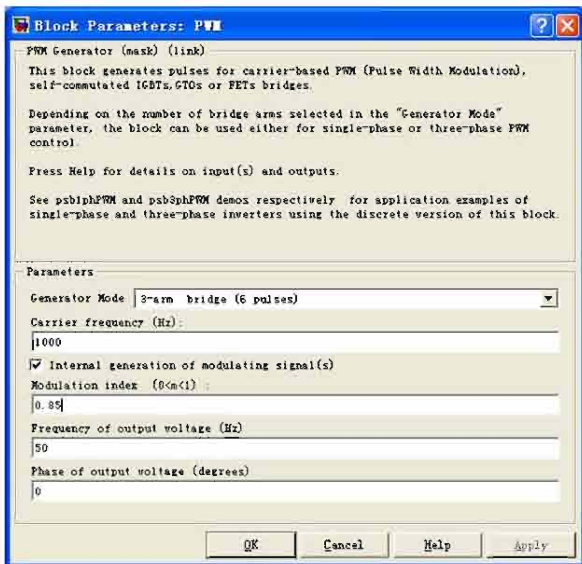 Block Parameters: PWM
PWM Generator (mask) (link)
This block generates pulses for carrier-based PWM (Pulse Width Modulation),
self-commutated IGBTs,GTOs or FETs bridges.
Depending on the number of bridge arms selected in the "Generator Mode"
parameter, the block can be used either for single-phase or three-phase PWM
control.
Press Help for details on input(s) and outputs.
See psb1phPWM and psb3phPWM demos respectively for application examples of
single-phase and three-phase inverters using the discrete version of this block.
Parameters
Generator Mode 3-arm bridge (6 pulses)
Carrier frequency (Hz):
1000
Internal generation of modulating signal(s)
Modulation index (0<m<1) :
0.85
Frequency of output voltage (Hz)
50
Phase of output voltage (degrees)
0
OK Cancel Help Apply